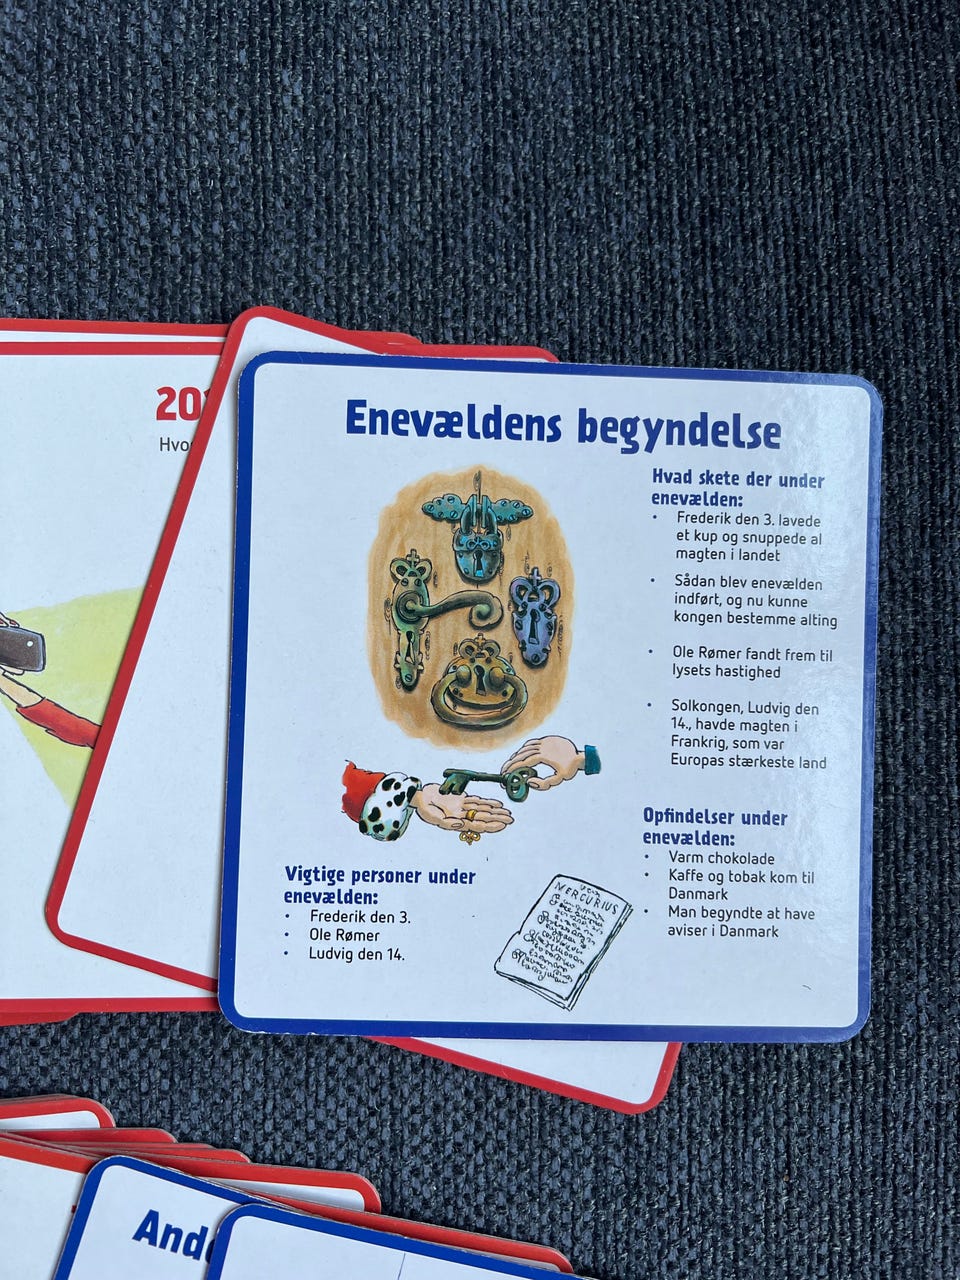 Enevældens begyndelse
Hvad skete der under
enevælden:
• Frederik den 3. lavede
et kup og snuppede al
magten i landet
• Sådan blev enevælden
indført, og nu kunne
kongen bestemme alting
• Ole Rømer fandt frem til
lysets hastighed
• Solkongen, Ludvig den
14., havde magten i
Frankrig, som var
Europas stærkeste land
Opfindelser under
enevælden:
• Varm chokolade
• Kaffe og tobak kom til
Danmark
• Man begyndte at have
aviser i Danmark
Vigtige personer under
enevælden:
• Frederik den 3.
• Ole Rømer
• Ludvig den 14.
MERCURIUS
20
Hvor
Ande